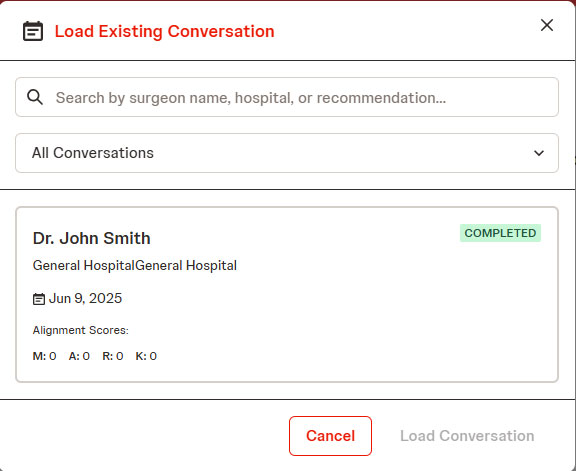 Load Existing Conversation
Search by surgeon name, hospital, or recommendation...
All Conversations
Dr. John Smith
COMPLETED
General HospitalGeneral Hospital
Jun 9, 2025
Alignment Scores:
M: 0 A: 0 R: 0 K: 0
Cancel Load Conversation